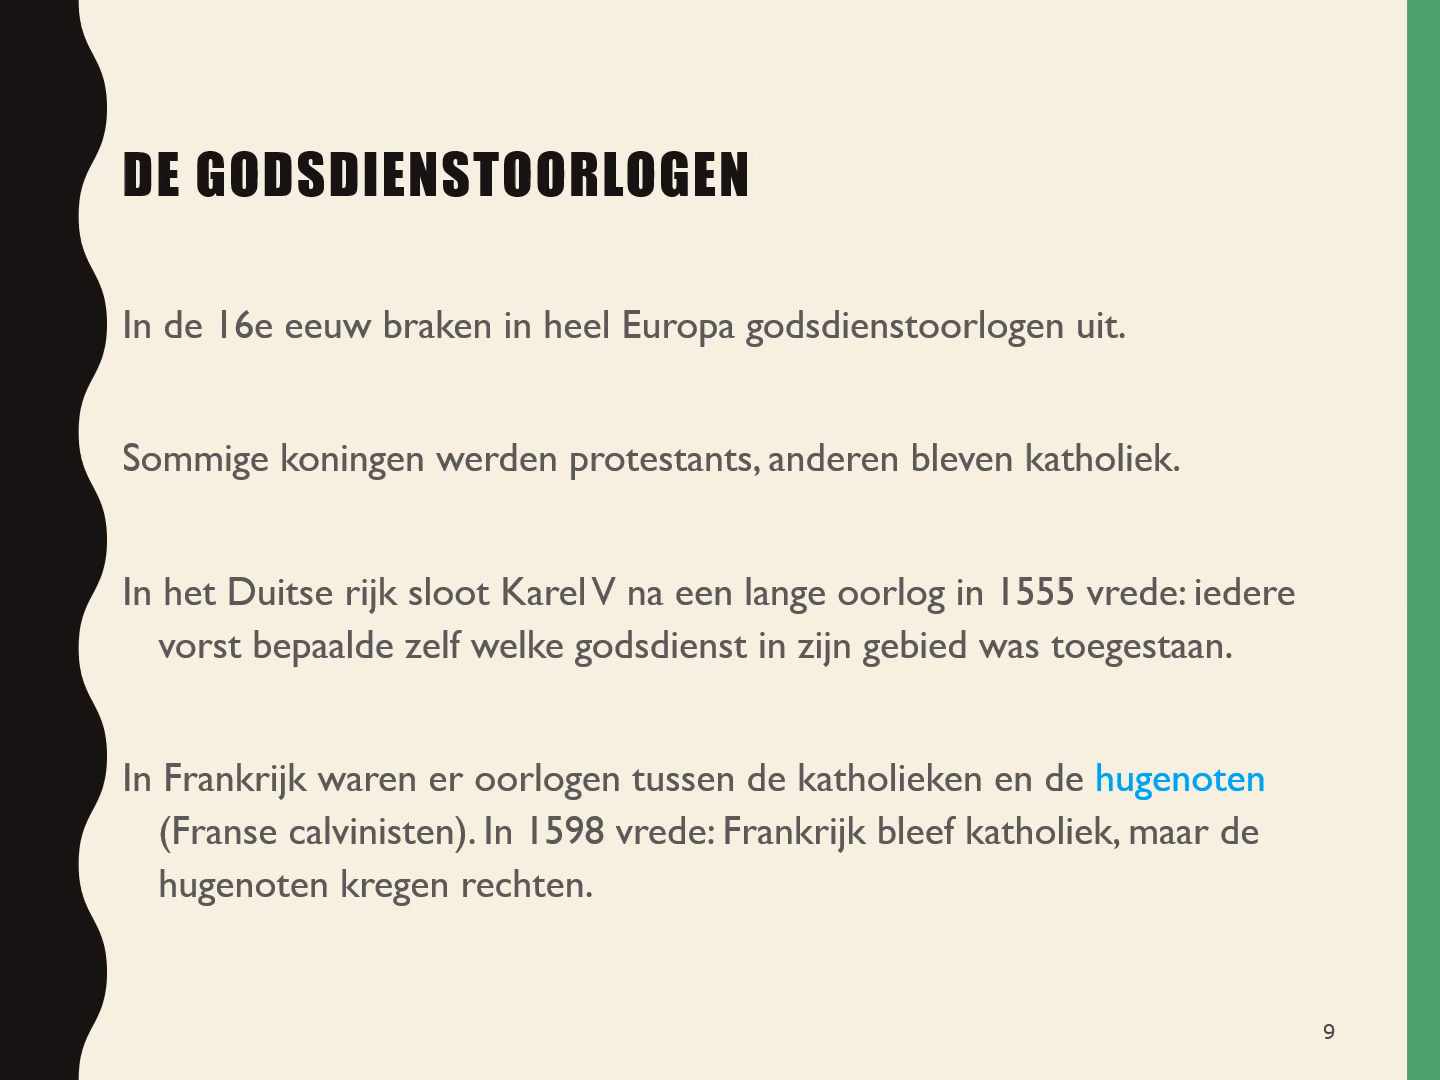 DE GODSDIENSTOORLOGEN
In de 16e eeuw braken in heel Europa godsdienstoorlogen uit.
Sommige koningen werden protestants, anderen bleven katholiek.
In het Duitse rijk sloot Karel V na een lange oorlog in 1555 vrede: iedere
vorst bepaalde zelf welke godsdienst in zijn gebied was toegestaan.
In Frankrijk waren er oorlogen tussen de katholieken en de hugenoten
(Franse calvinisten). In 1598 vrede: Frankrijk bleef katholiek, maar de
hugenoten kregen rechten.
9